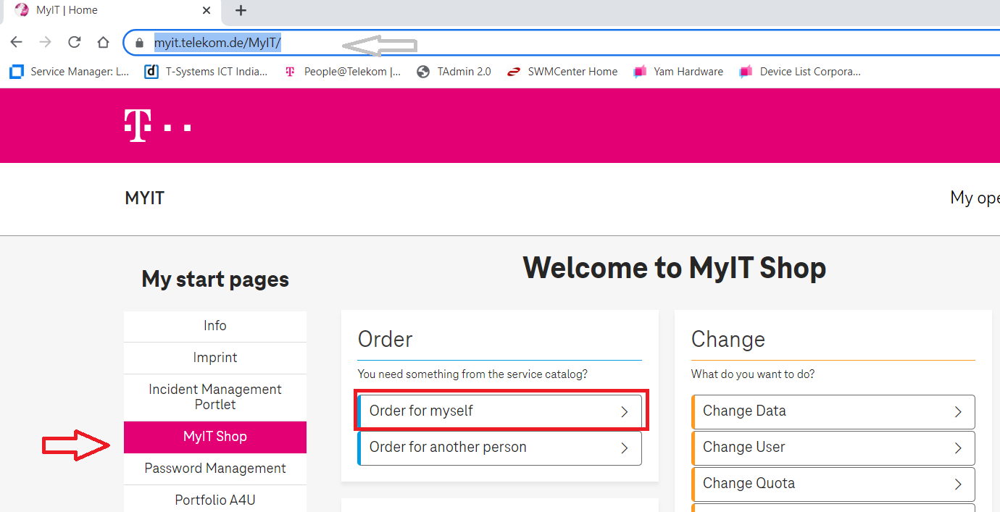 MyIT | Home
myit.telekom.de/MyIT/
Service Manager: L...
T-Systems ICT India...
People@Telekom |...
TAdmin 2.0
SWMCenter Home
Yam Hardware
Device List Corpora...
T
MYIT
My ope
My start pages
Info
Imprint
Incident Management
Portlet
MyIT Shop
Password Management
Portfolio A4U
Welcome to MyIT Shop
Order
You need something from the service catalog?
Order for myself
Order for another person
Change
What do you want to do?
Change Data
Change User
Change Quota